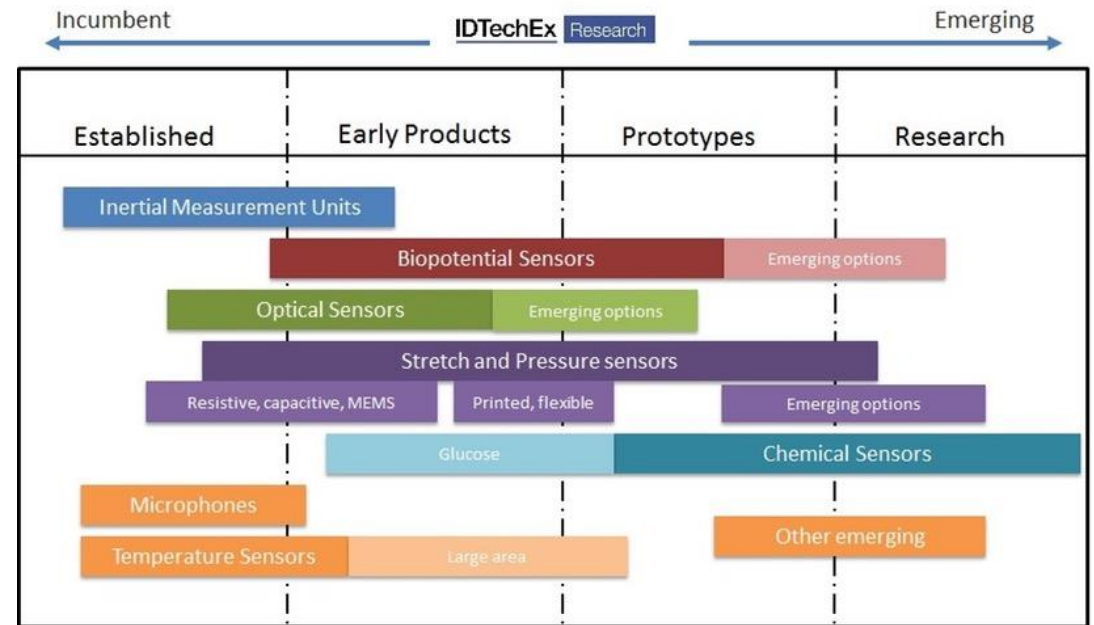 Incumbent
IDTechEx Research
Emerging
Established
Early Products
Prototypes
Research
Inertial Measurement Units
Biopotential Sensors
Emerging options
Optical Sensors
Emerging options
Stretch and Pressure sensors
Resistive, capacitive, MEMS
Printed, flexible
Emerging options
Glucose
Chemical Sensors
Microphones
Other emerging
Temperature Sensors
Large area